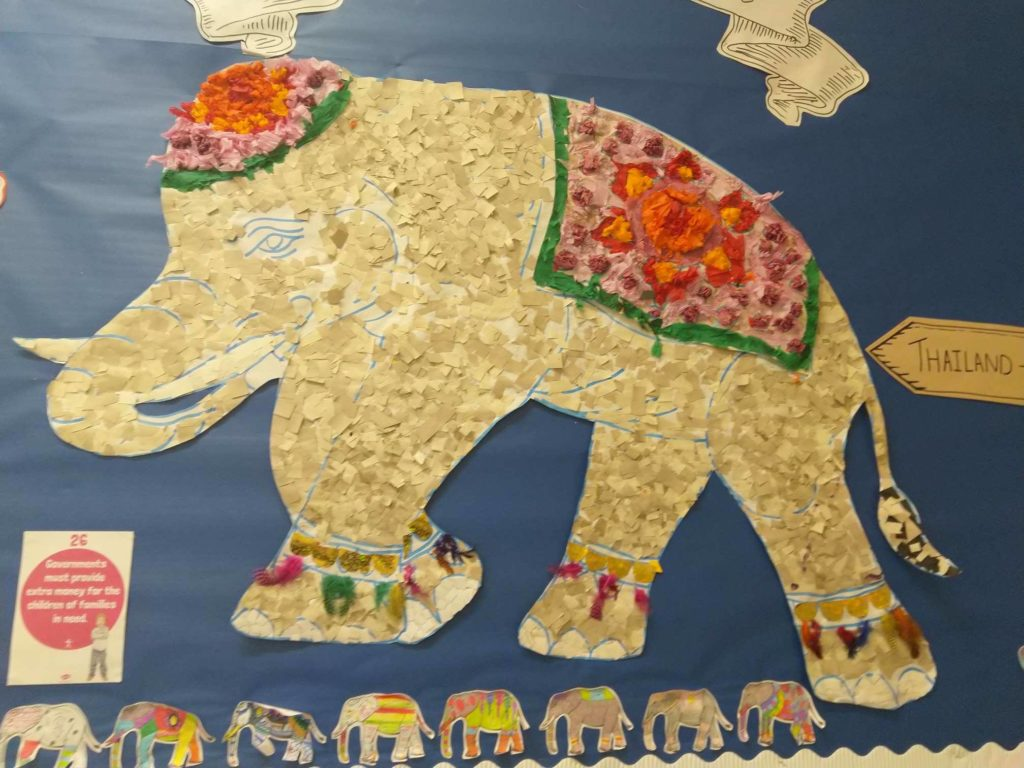 THAILAND
26
Governments
must provide
extra money for the
children of families
in need.